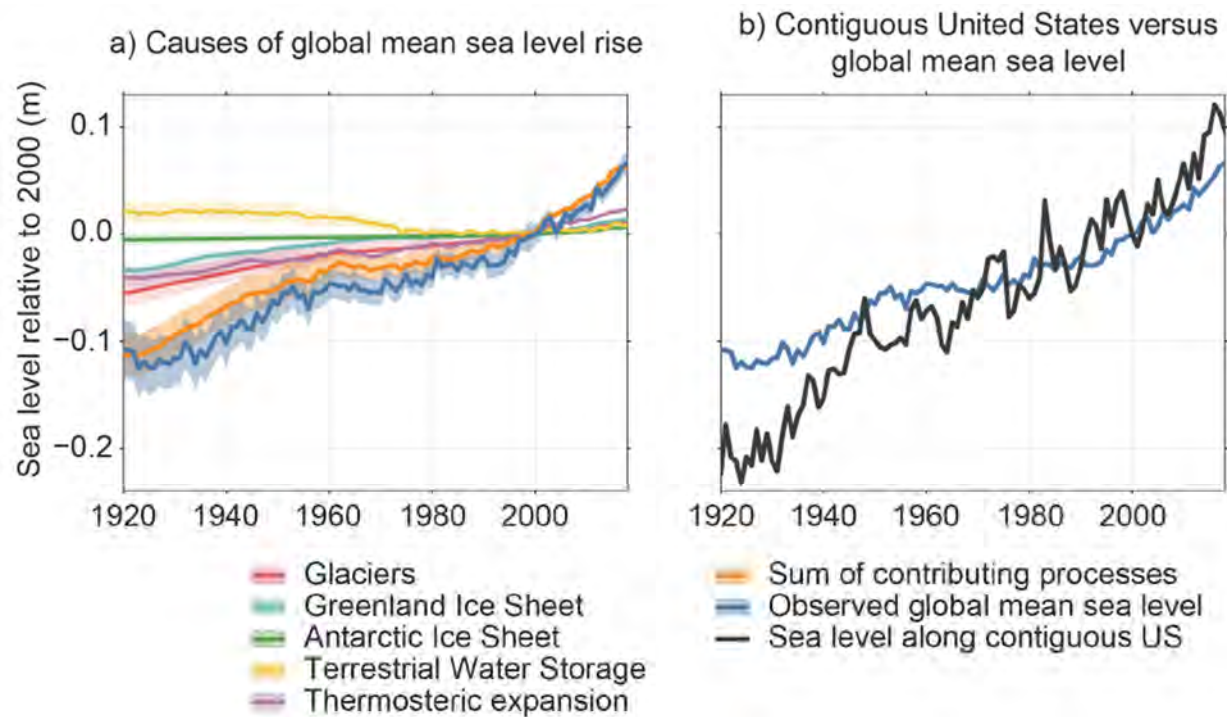 a) Causes of global mean sea level rise
b) Contiguous United States versus
global mean sea level
Sea level relative to 2000 (m)
0.1
0.0
−0.1
−0.2
1920 1940 1960 1980 2000
1920 1940 1960 1980 2000
Glaciers
Greenland Ice Sheet
Antarctic Ice Sheet
Terrestrial Water Storage
Thermosteric expansion
Sum of contributing processes
Observed global mean sea level
Sea level along contiguous US